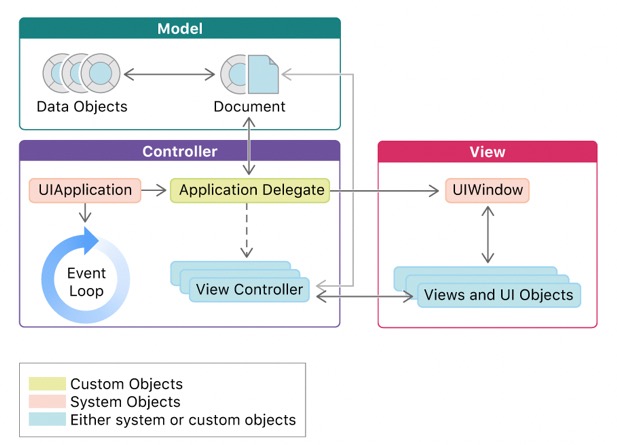 Model
Data Objects
Document
Controller
View
UIApplication
Application Delegate
UIWindow
Event
Loop
View Controller
Views and UI Objects
Custom Objects
System Objects
Either system or custom objects